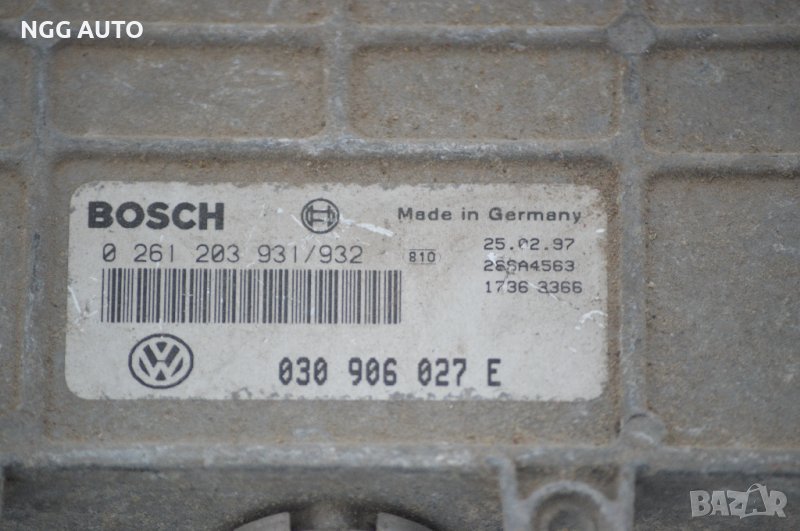 NGG AUTO
BOSCH
Made in Germany
0 261 203 931/932
810
25.02.97
1736 3366
030 906 027 E
BAZAR